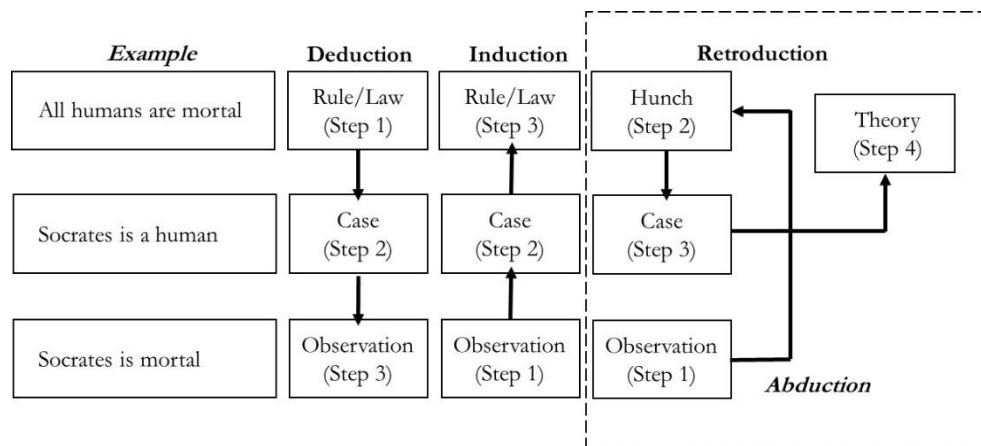 Example
Deduction
Induction
Retroduction
All humans are mortal
Rule/Law
(Step 1)
Rule/Law
(Step 3)
Hunch
(Step 2)
Theory
(Step 4)
Socrates is a human
Case
(Step 2)
Case
(Step 2)
Case
(Step 3)
Socrates is mortal
Observation
(Step 3)
Observation
(Step 1)
Observation
(Step 1)
Abduction